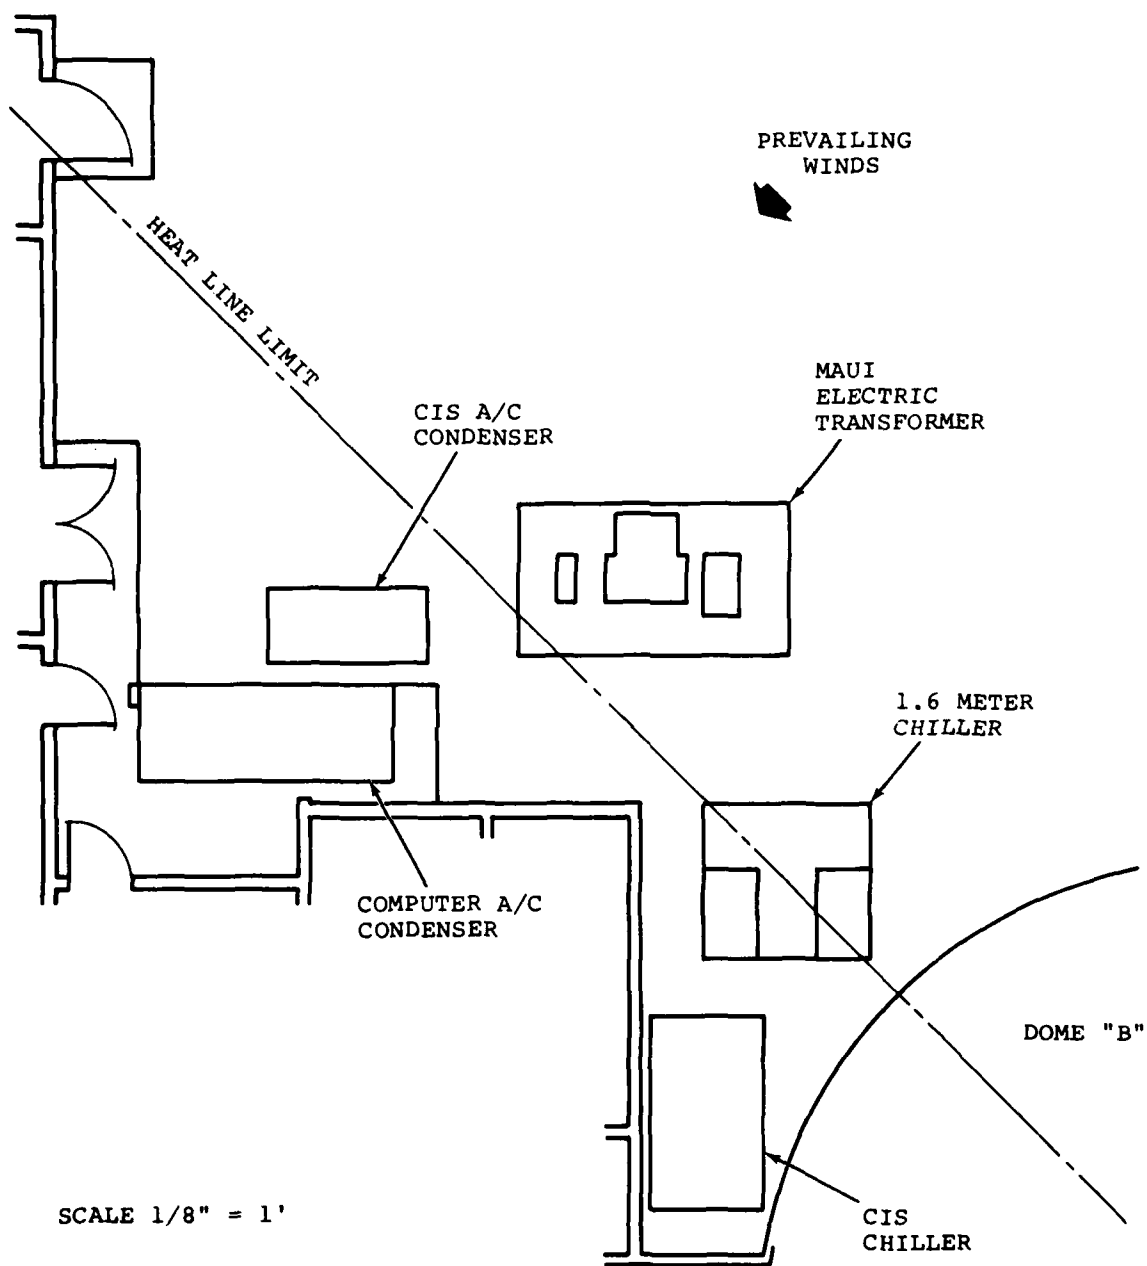 PREVAILING
WINDS
HEAT LINE LIMIT
MAUI
ELECTRIC
TRANSFORMER
CIS A/C
CONDENSER
1.6 METER
CHILLER
COMPUTER A/C
CONDENSER
DOME "B"
SCALE 1/8" = 1'
CIS
CHILLER